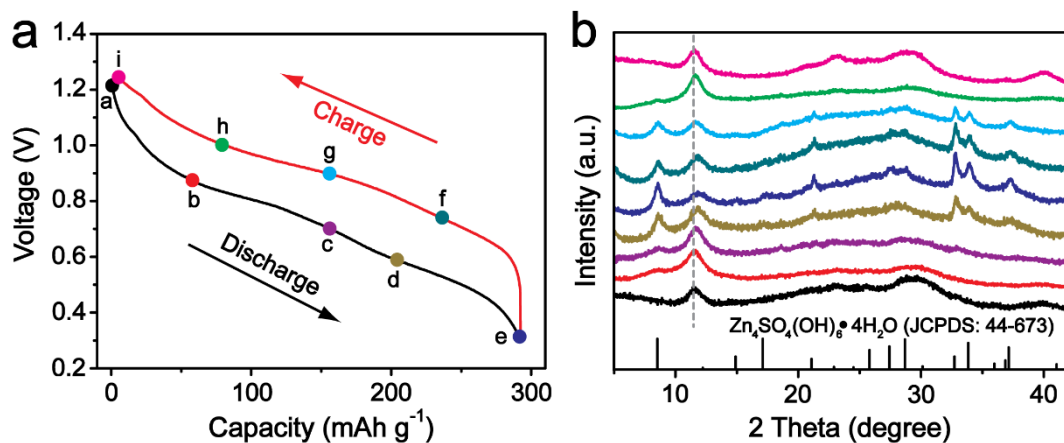 a
1.4
1.2
1.0
0.8
0.6
0.4
0.2
Voltage (V)
0
100
200
300
Capacity (mAh g⁻¹)
i
a
h
g
f
b
c
d
e
Charge
Discharge
b
Intensity (a.u.)
Zn₄SO₄(OH)₆• 4H₂O (JCPDS: 44-673)
10
20
30
40
2 Theta (degree)